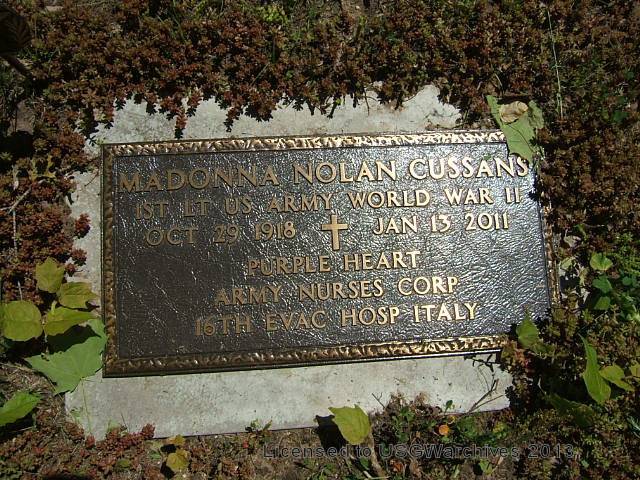 MADONNA NOLAN CUSSANS
1ST LT US ARMY WORLD WAR II
OCT 29 1918 JAN 13 2011
PURPLE HEART
ARMY NURSES CORP
16TH EVAC HOSP ITALY
Licensed to USGWarchives 2013